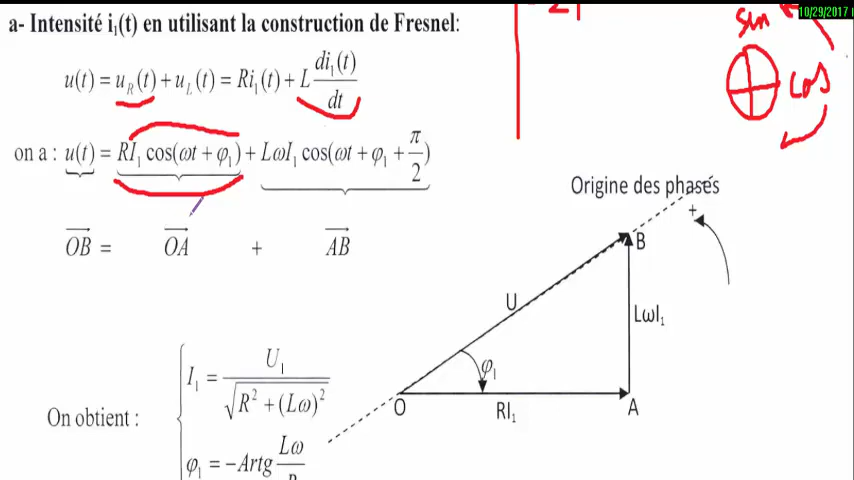 10/29/2017
sin
cos
a- Intensité i₁(t) en utilisant la construction de Fresnel:
u(t) = u_R(t) + u_L(t) = Ri₁(t) + L di₁(t)/dt
on a : u(t) = RI₁ cos(ωt + φ₁) + LωI₁ cos(ωt + φ₁ + π/2)
OB = OA + AB
Origine des phases
+
B
U
LωI₁
φ₁
O
RI₁
A
On obtient :
I₁ = U₁/√(R² + (Lω)²)
φ₁ = −Artg Lω/R